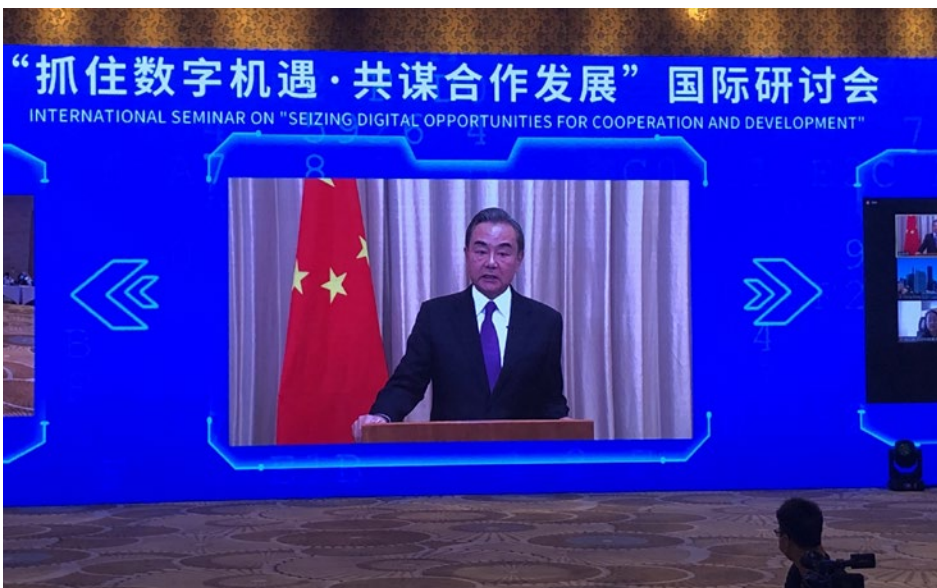 “抓住数字机遇·共谋合作发展”国际研讨会
INTERNATIONAL SEMINAR ON "SEIZING DIGITAL OPPORTUNITIES FOR COOPERATION AND DEVELOPMENT"